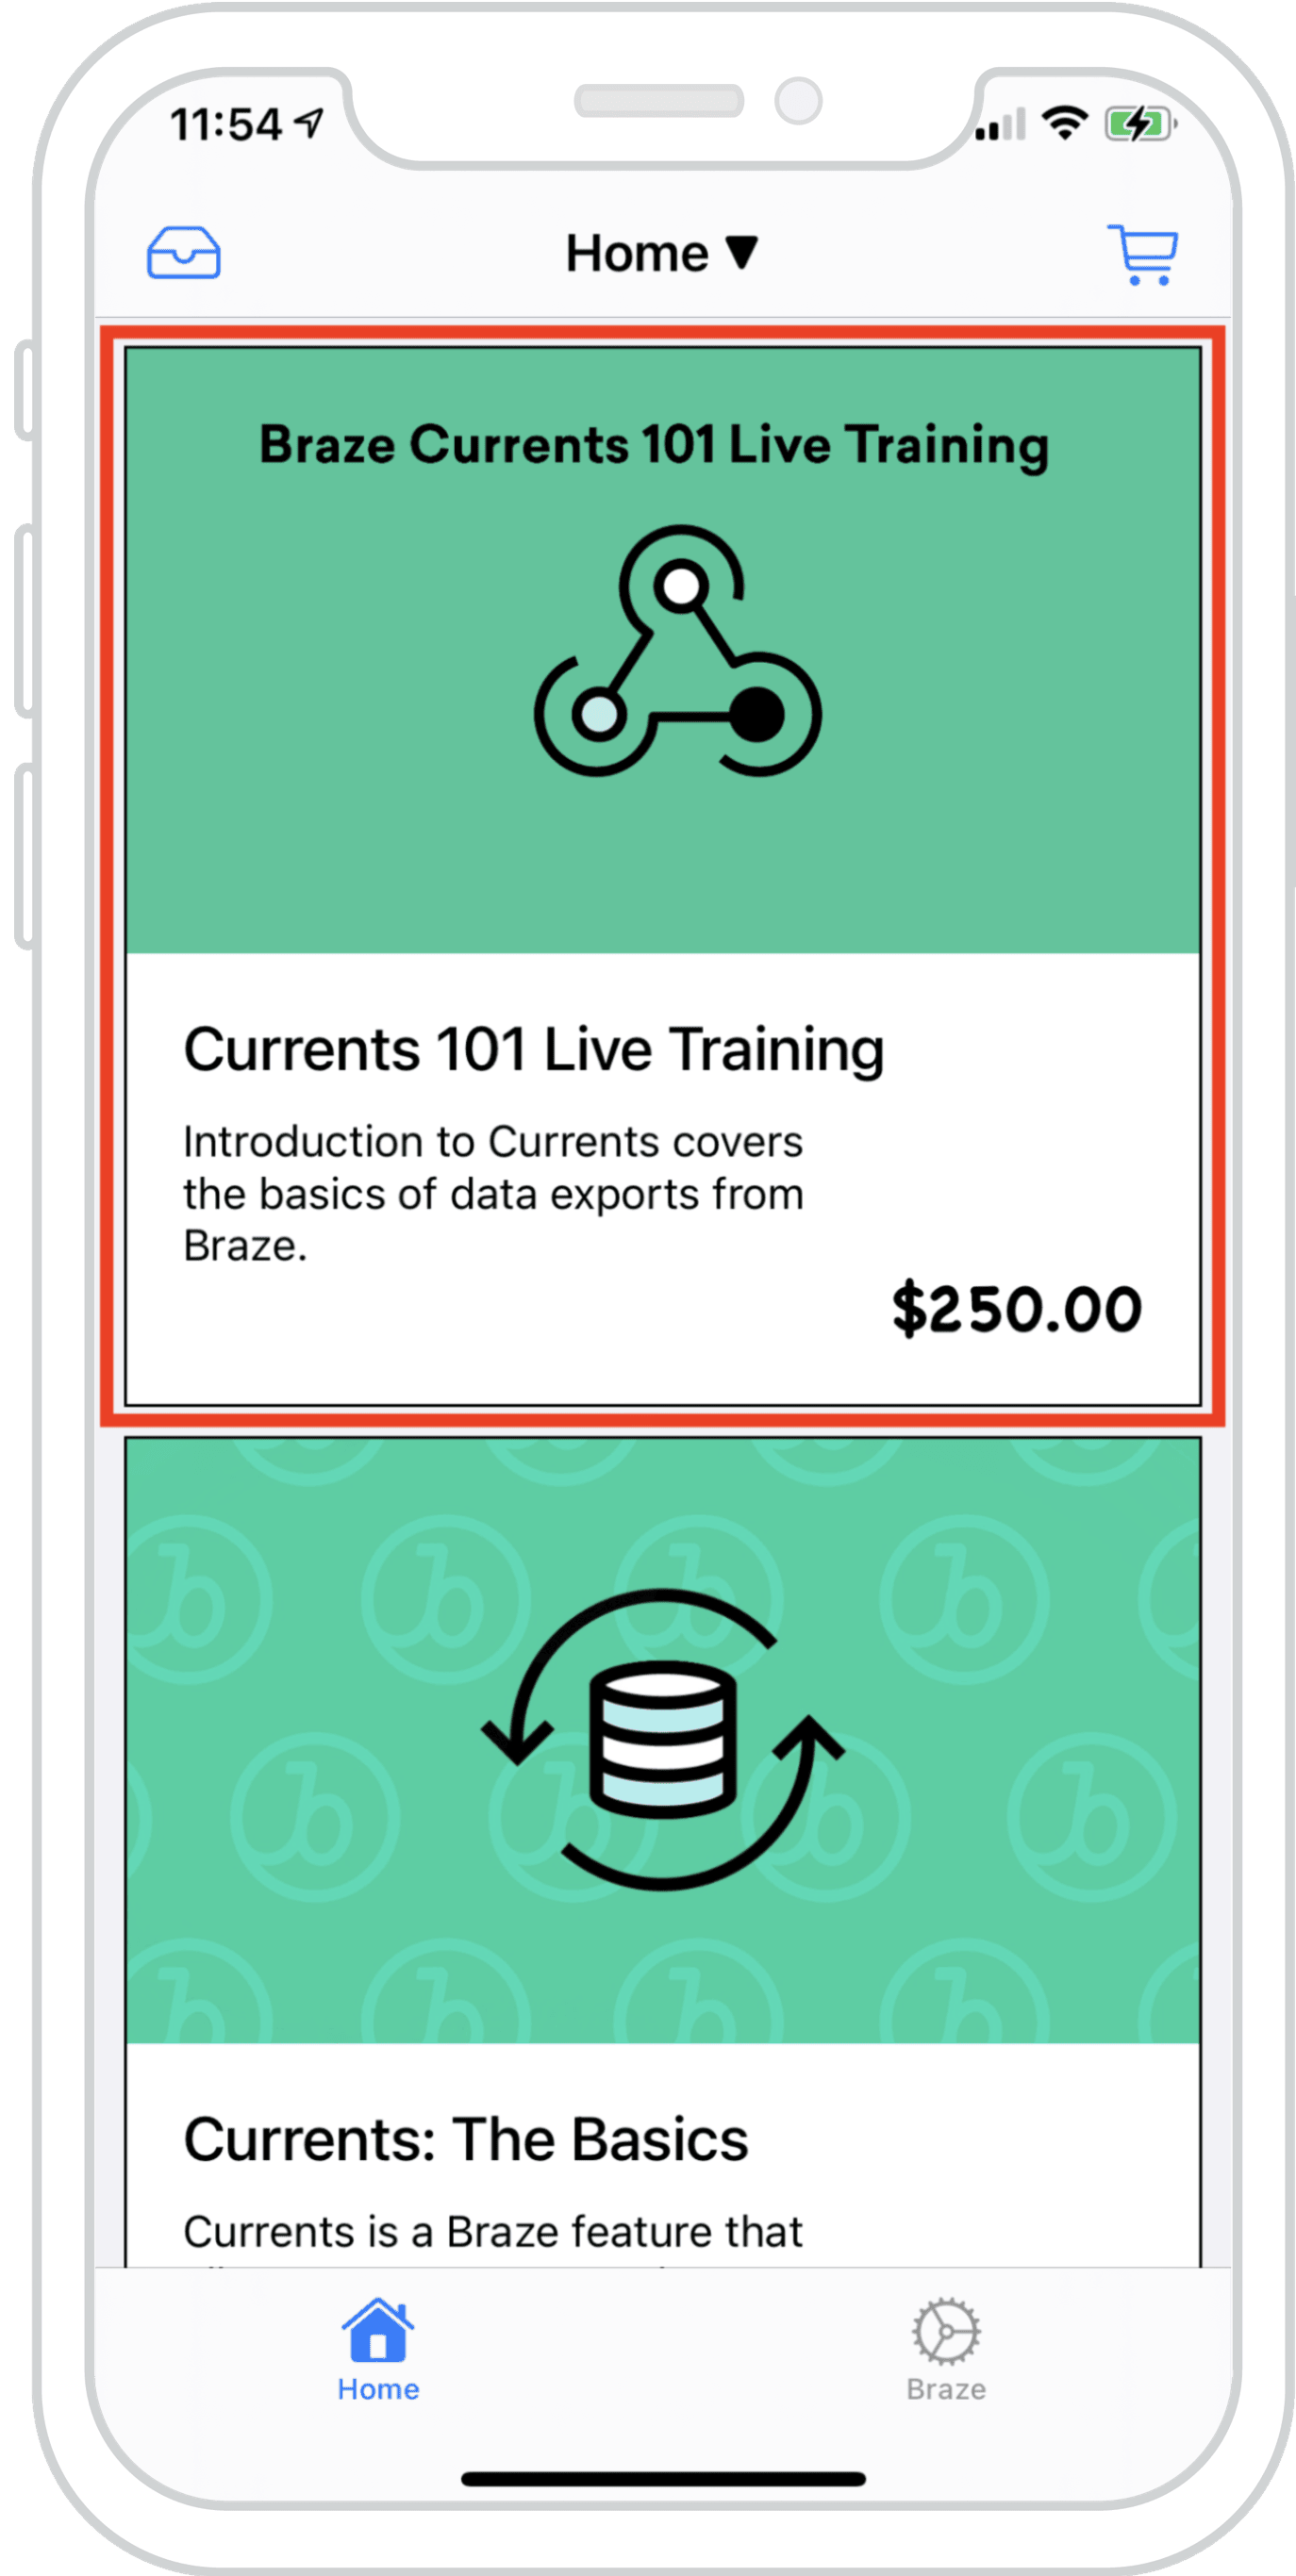 11:54
Home ▼
Braze Currents 101 Live Training
Currents 101 Live Training
Introduction to Currents covers
the basics of data exports from
Braze.
$250.00
Currents: The Basics
Currents is a Braze feature that
Home
Braze